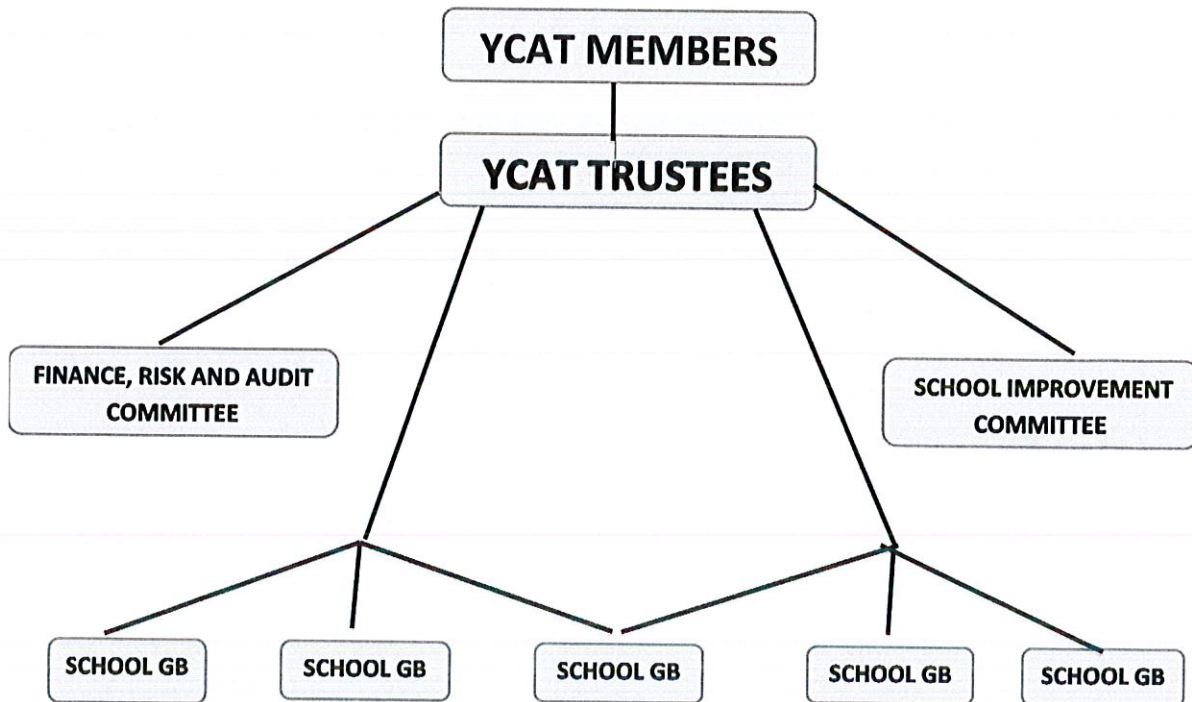 YCAT MEMBERS
YCAT TRUSTEES
FINANCE, RISK AND AUDIT
COMMITTEE
SCHOOL IMPROVEMENT
COMMITTEE
SCHOOL GB
SCHOOL GB
SCHOOL GB
SCHOOL GB
SCHOOL GB